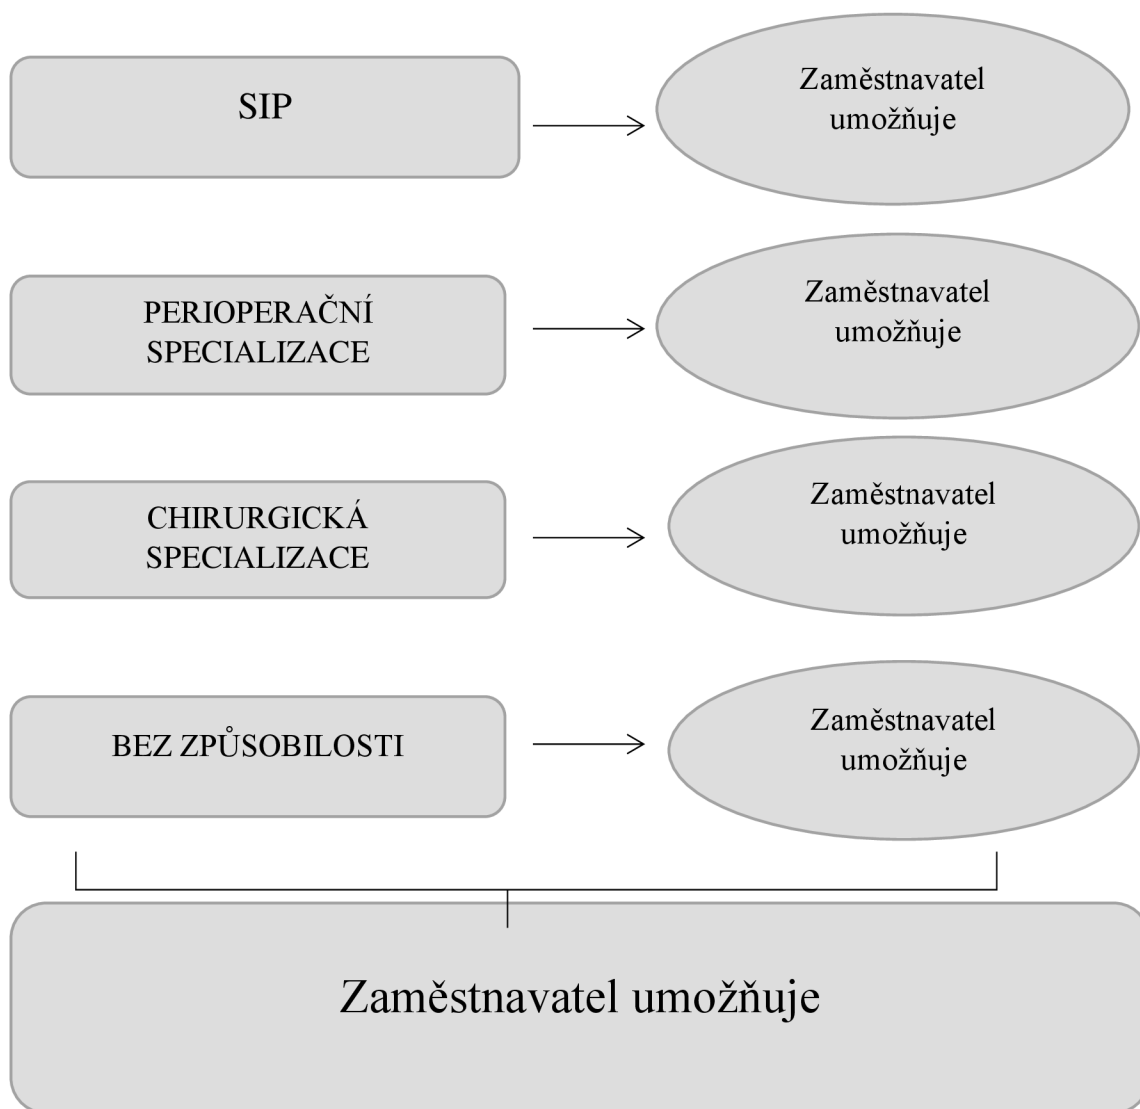 SIP
Zaměstnavatel
umožňuje
PERIOPERAČNÍ
SPECIALIZACE
Zaměstnavatel
umožňuje
CHIRURGICKÁ
SPECIALIZACE
Zaměstnavatel
umožňuje
BEZ ZPŮSOBILOSTI
Zaměstnavatel
umožňuje
Zaměstnavatel umožňuje